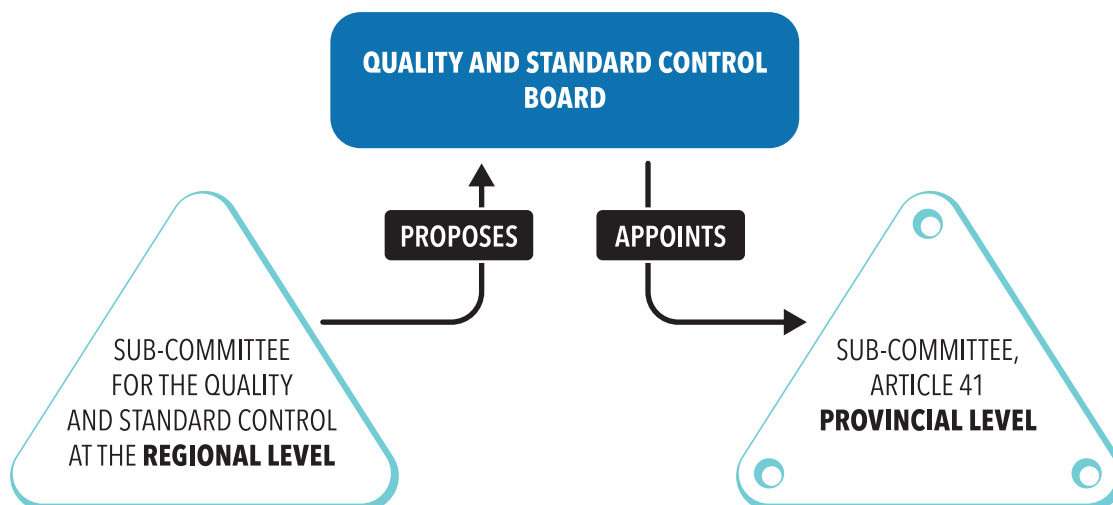 QUALITY AND STANDARD CONTROL
BOARD
PROPOSES
APPOINTS
SUB-COMMITTEE
FOR THE QUALITY
AND STANDARD CONTROL
AT THE REGIONAL LEVEL
SUB-COMMITTEE,
ARTICLE 41
PROVINCIAL LEVEL